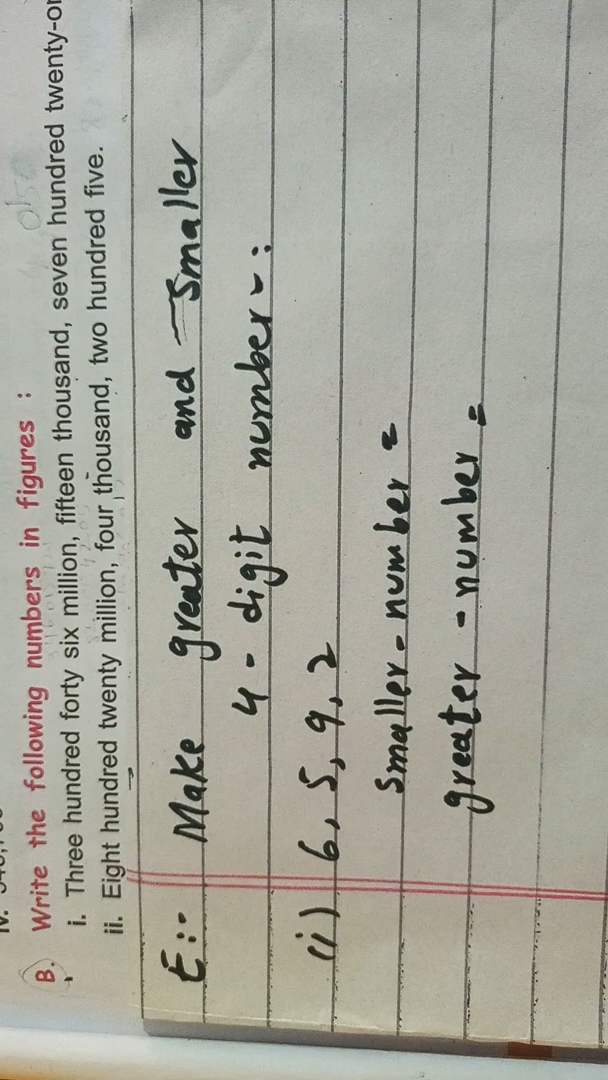 B. Write the following numbers in figures :
i. Three hundred forty six million, fifteen thousand, seven hundred
ii. Eight hundred twenty million, four thousand, two hundred five.
E:- Make greater and Smaller
4- digit number-:
(i) 6, 5, 9, 2
Smaller-number =
greater -number =